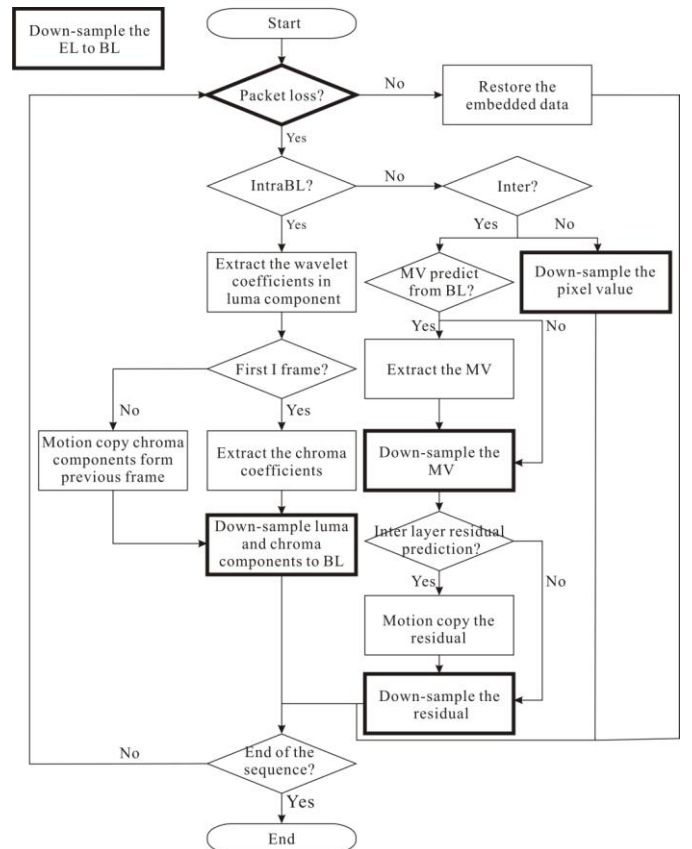 Start
Down-sample the
EL to BL
Packet loss?
No
Restore the
embedded data
Yes
IntraBL?
No
Inter?
Yes
Yes
No
Extract the wavelet
coefficients in
luma component
MV predict
from BL?
Down-sample the
pixel value
Yes
No
First I frame?
Extract the MV
No
Yes
Motion copy chroma
components form
previous frame
Extract the chroma
coefficients
Down-sample the
MV
Down-sample luma
and chroma
components to BL
Inter layer residual
prediction?
Yes
No
Motion copy the
residual
Down-sample the
residual
No
End of the
sequence?
Yes
End